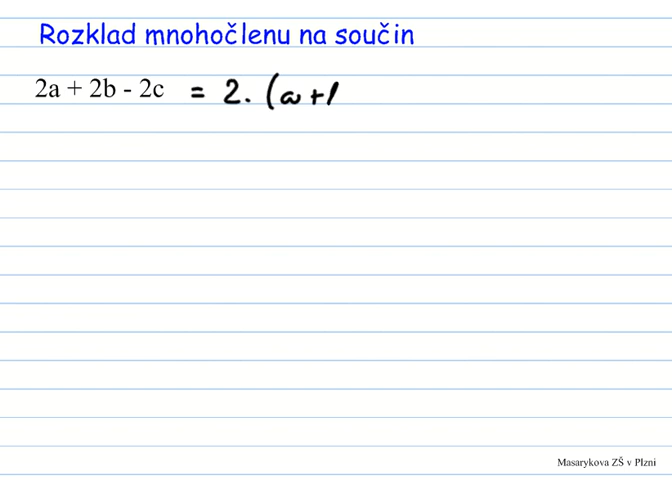 Rozklad mnohočlenu na součin
2a + 2b - 2c = 2. (a +
Masarykova ZŠ v Plzni